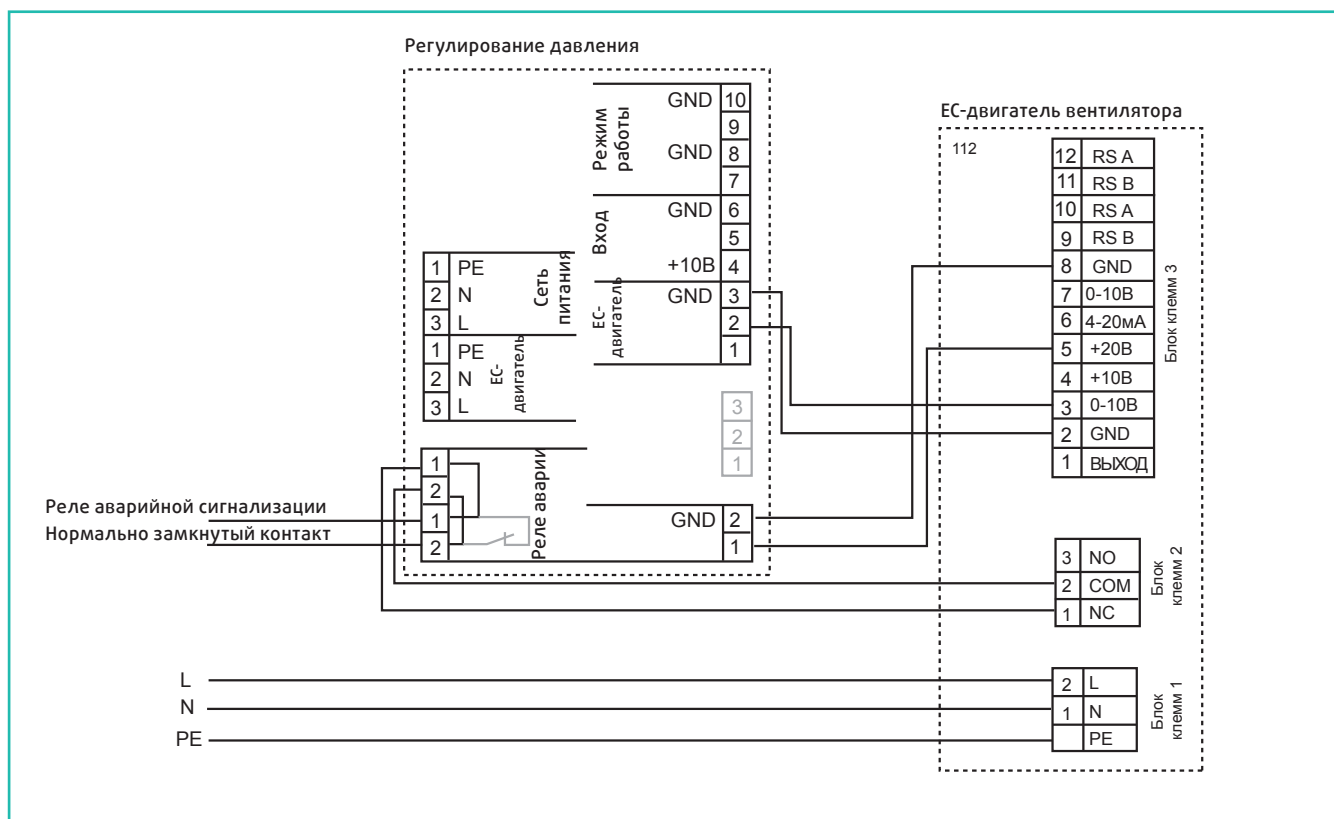 Регулирование давления
Режим
работы
GND 10
9
GND 8
7
Вход
GND 6
5
+10В 4
ЕС-
двигатель
GND 3
2
1
1 PE
2 N
3 L
Сеть
питания
1 PE
2 N
3 L
ЕС-
двигатель
3
2
1
1
2
1
2
Реле аварии
GND 2
1
Реле аварийной сигнализации
Нормально замкнутый контакт
L
N
PE
ЕС-двигатель вентилятора
112
12 RS A
11 RS B
10 RS A
9 RS B
8 GND
7 0-10В
6 4-20мА
5 +20В
4 +10В
3 0-10В
2 GND
1 ВЫХОД
Блок клемм 3
3 NO
2 COM
1 NC
Блок
клемм 2
2 L
1 N
PE
Блок
клемм 1